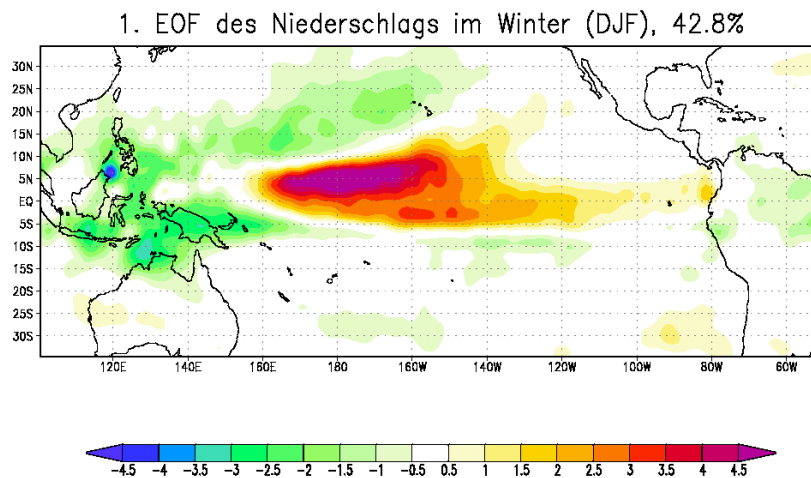 1. EOF des Niederschlags im Winter (DJF), 42.8%
30N
25N
20N
15N
10N
5N
EQ
5S
10S
15S
20S
25S
30S
120E 140E 160E 180 160W 140W 120W 100W 80W 60W
-4.5 -4 -3.5 -3 -2.5 -2 -1.5 -1 -0.5 0.5 1 1.5 2 2.5 3 3.5 4 4.5